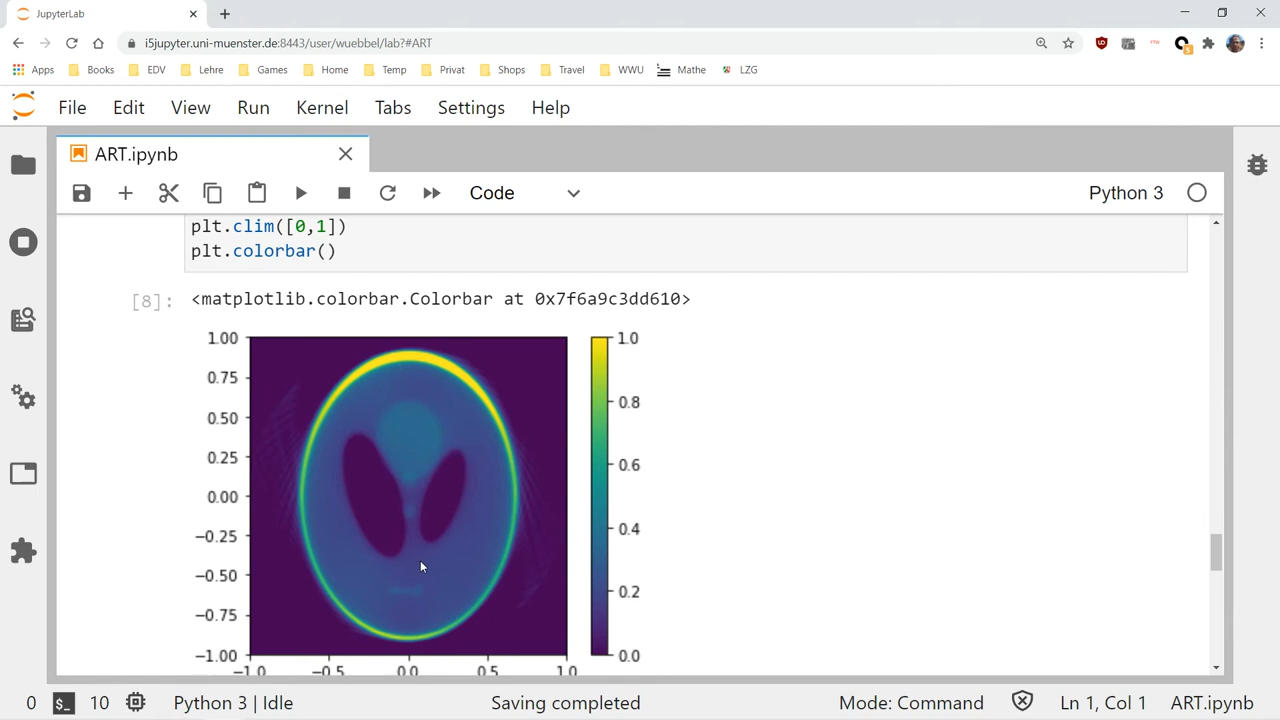 JupyterLab
i5jupyter.uni-muenster.de:8443/user/wuebbel/lab?#ART
Apps Books EDV Lehre Games Home Temp Privat Shops Travel WWU Mathe LZG
File Edit View Run Kernel Tabs Settings Help
ART.ipynb
Code Python 3
plt.clim([0,1])
plt.colorbar()
[8]: <matplotlib.colorbar.Colorbar at 0x7f6a9c3dd610>
1.00 1.0
0.75
0.8
0.50
0.25 0.6
0.00
0.4
−0.25
−0.50
0.2
−0.75
−1.00 0.0
−1.0 −0.5 0.0 0.5 1.0
0 $_ 10 Python 3 | Idle Saving completed Mode: Command Ln 1, Col 1 ART.ipynb